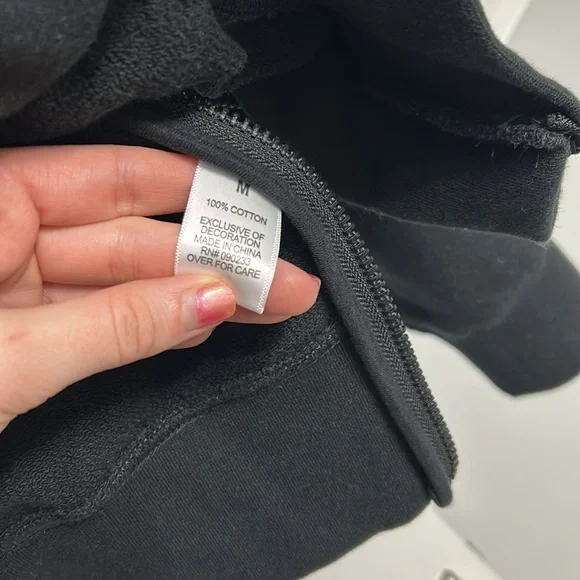 M
100% COTTON
EXCLUSIVE OF
DECORATION
MADE IN CHINA
RN# 090233
OVER FOR CARE